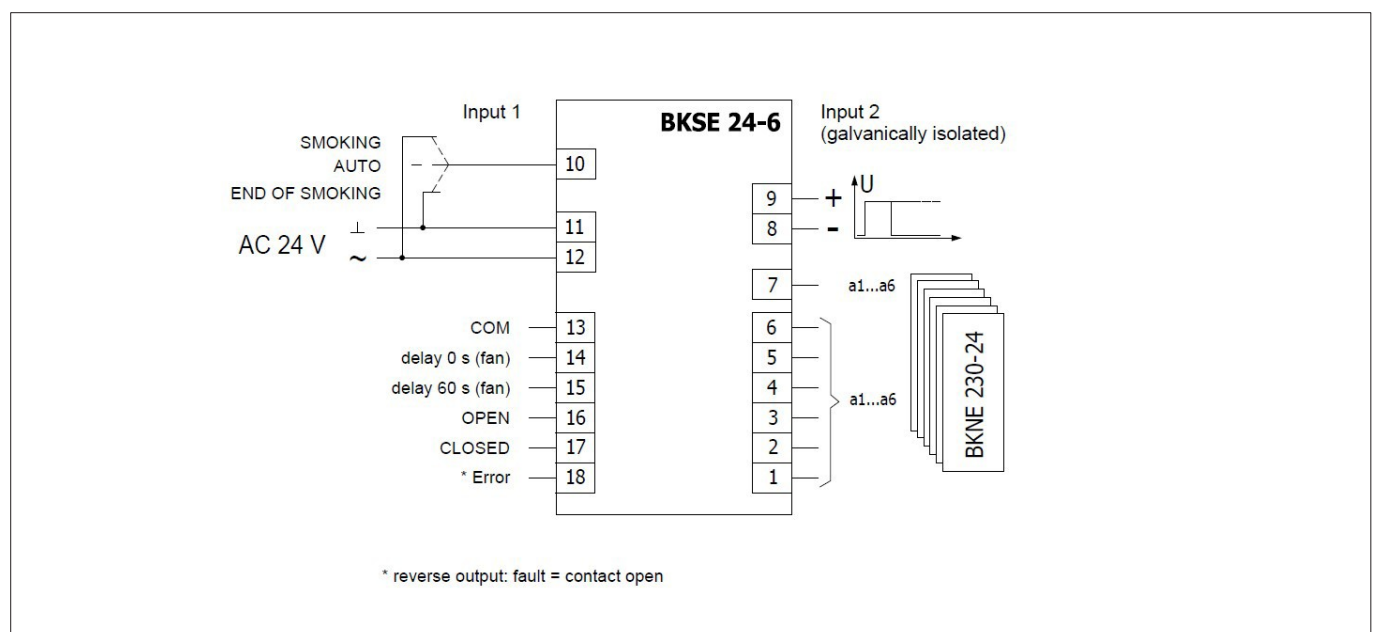 Input 1
BKSE 24-6
Input 2
(galvanically isolated)
SMOKING
AUTO
END OF SMOKING
AC 24 V
⊥
~
10
11
12
9
8
+
-
U
7
a1...a6
COM
13
delay 0 s (fan)
14
delay 60 s (fan)
15
OPEN
16
CLOSED
17
* Error
18
6
5
4
3
2
1
a1...a6
BKNE 230-24
* reverse output: fault = contact open